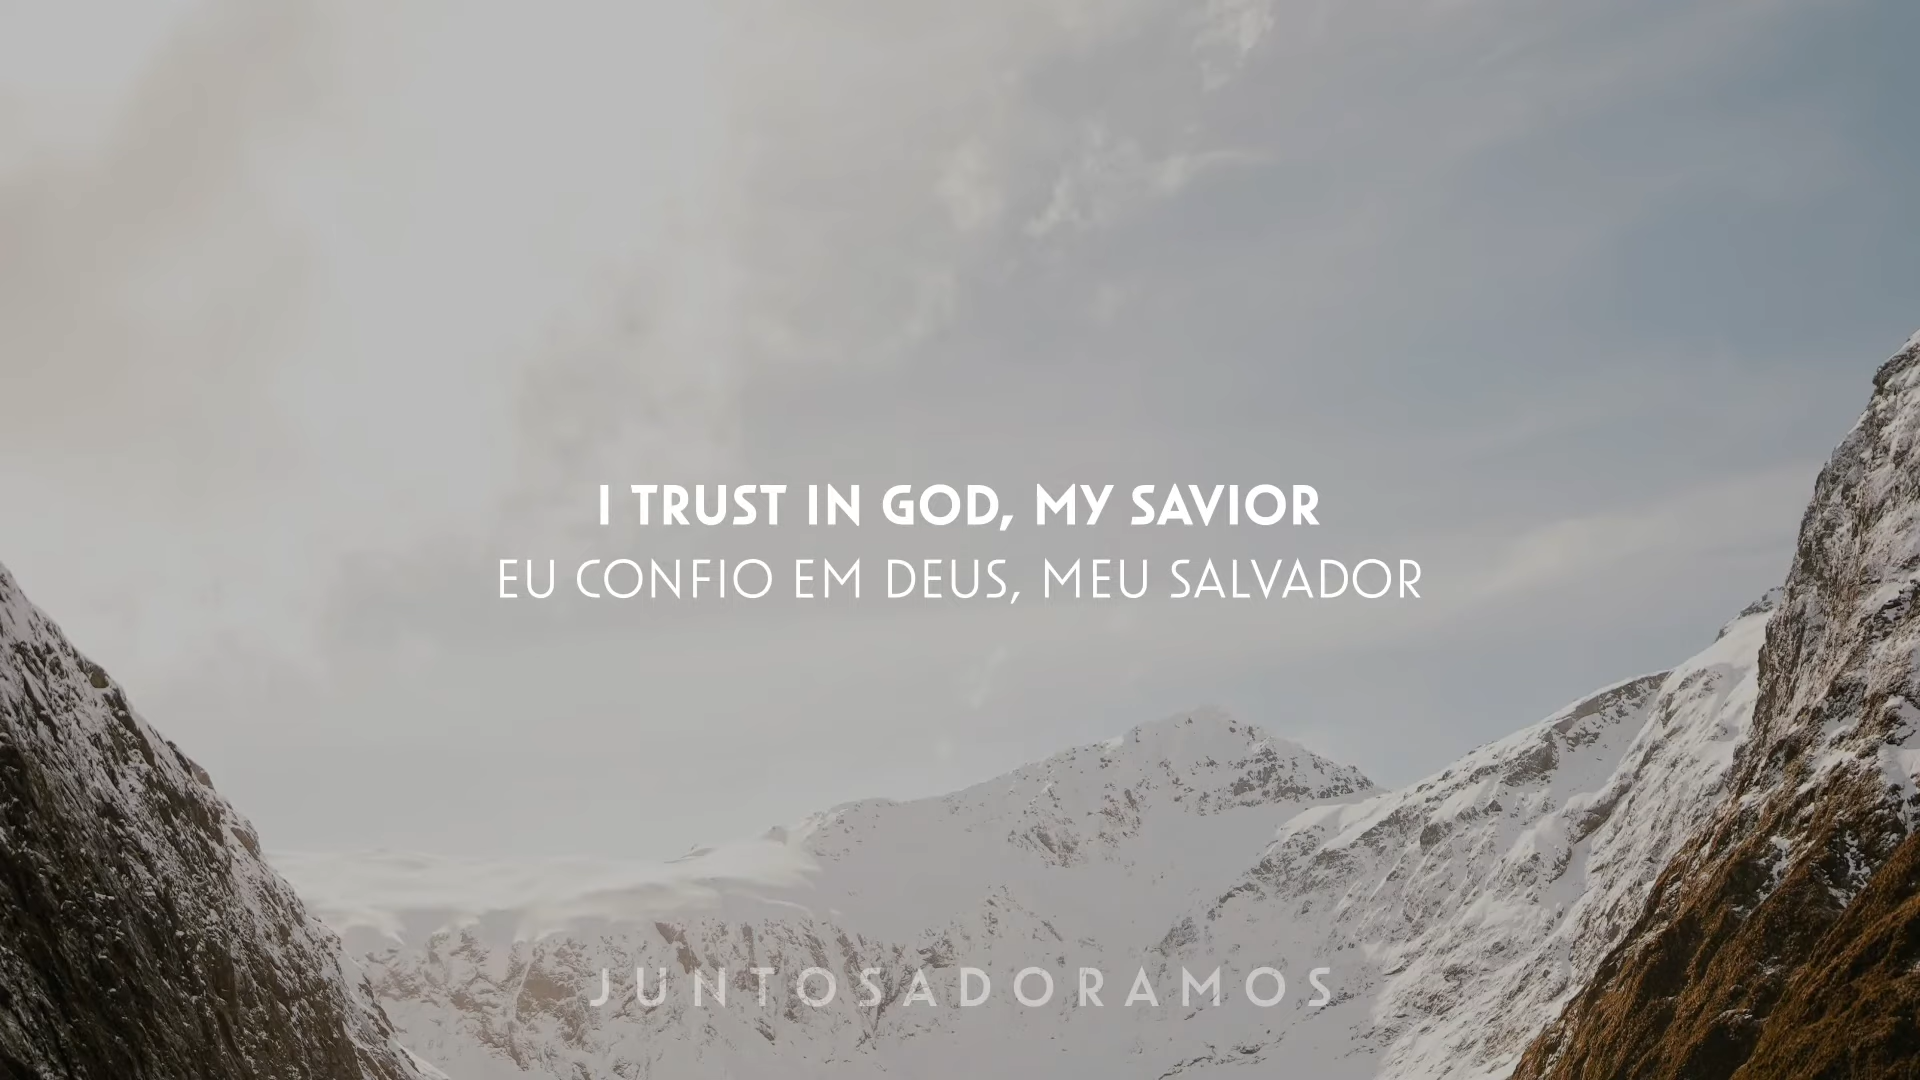 I TRUST IN GOD, MY SAVIOR
EU CONFIO EM DEUS, MEU SALVADOR
JUNTOSADORAMOS